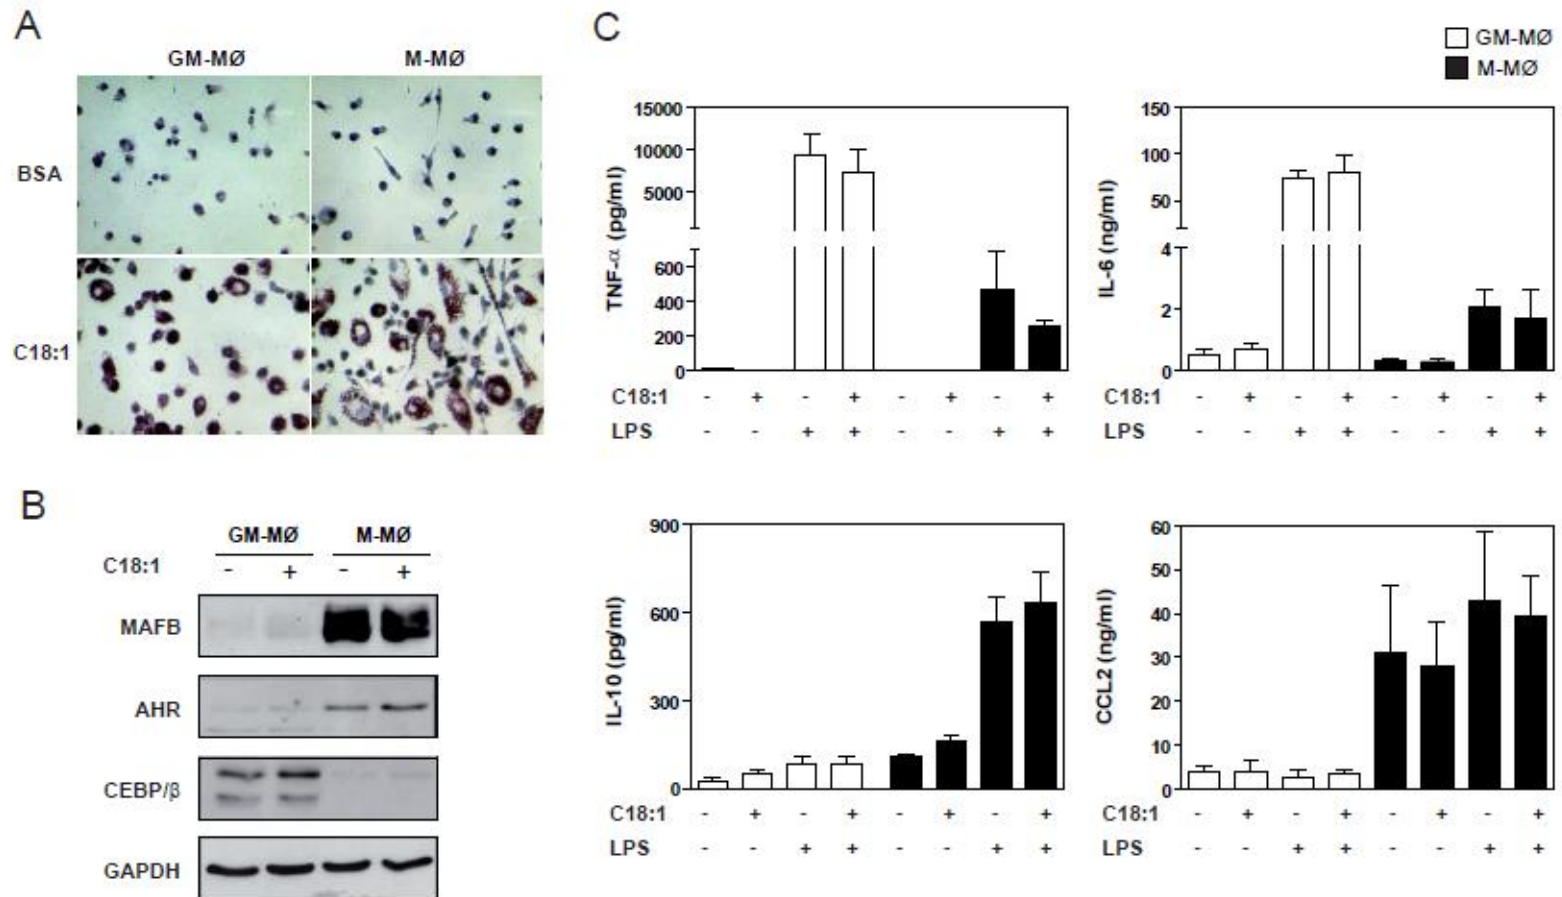 A
GM-MØ M-MØ
BSA
C18:1
B
GM-MØ M-MØ
C18:1 - + - +
MAFB
AHR
CEBP/β
GAPDH
C
GM-MØ
M-MØ
TNF-α (pg/ml)
15000
10000
5000
600
400
200
0
C18:1 - + - + - + - +
LPS - - + + - - + +
IL-6 (ng/ml)
150
100
50
4
2
0
C18:1 - + - + - + - +
LPS - - + + - - + +
IL-10 (pg/ml)
900
600
300
0
C18:1 - + - + - + - +
LPS - - + + - - + +
CCL2 (ng/ml)
60
50
40
30
20
10
0
C18:1 - + - + - + - +
LPS - - + + - - + +